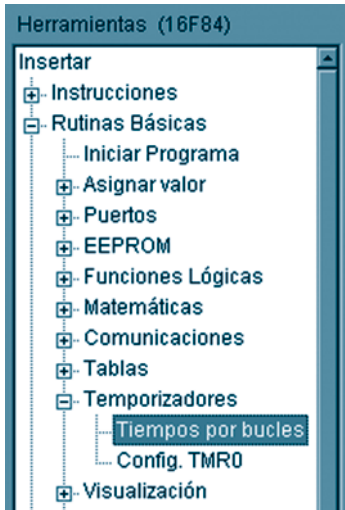 Herramientas (16F84)
Insertar
Instrucciones
Rutinas Básicas
Iniciar Programa
Asignar valor
Puertos
EEPROM
Funciones Lógicas
Matemáticas
Comunicaciones
Tablas
Temporizadores
Tiempos por bucles
Config. TMR0
Visualización